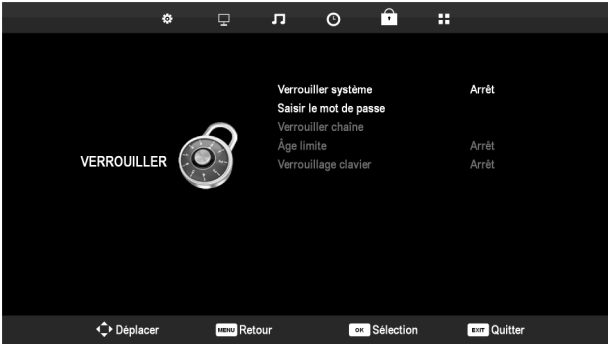 Verrouiller système Arrêt
Saisir le mot de passe
Verrouiller chaîne
Âge limite Arrêt
Verrouillage clavier Arrêt
VERROUILLER
Déplacer MENU Retour OK Sélection EXIT Quitter